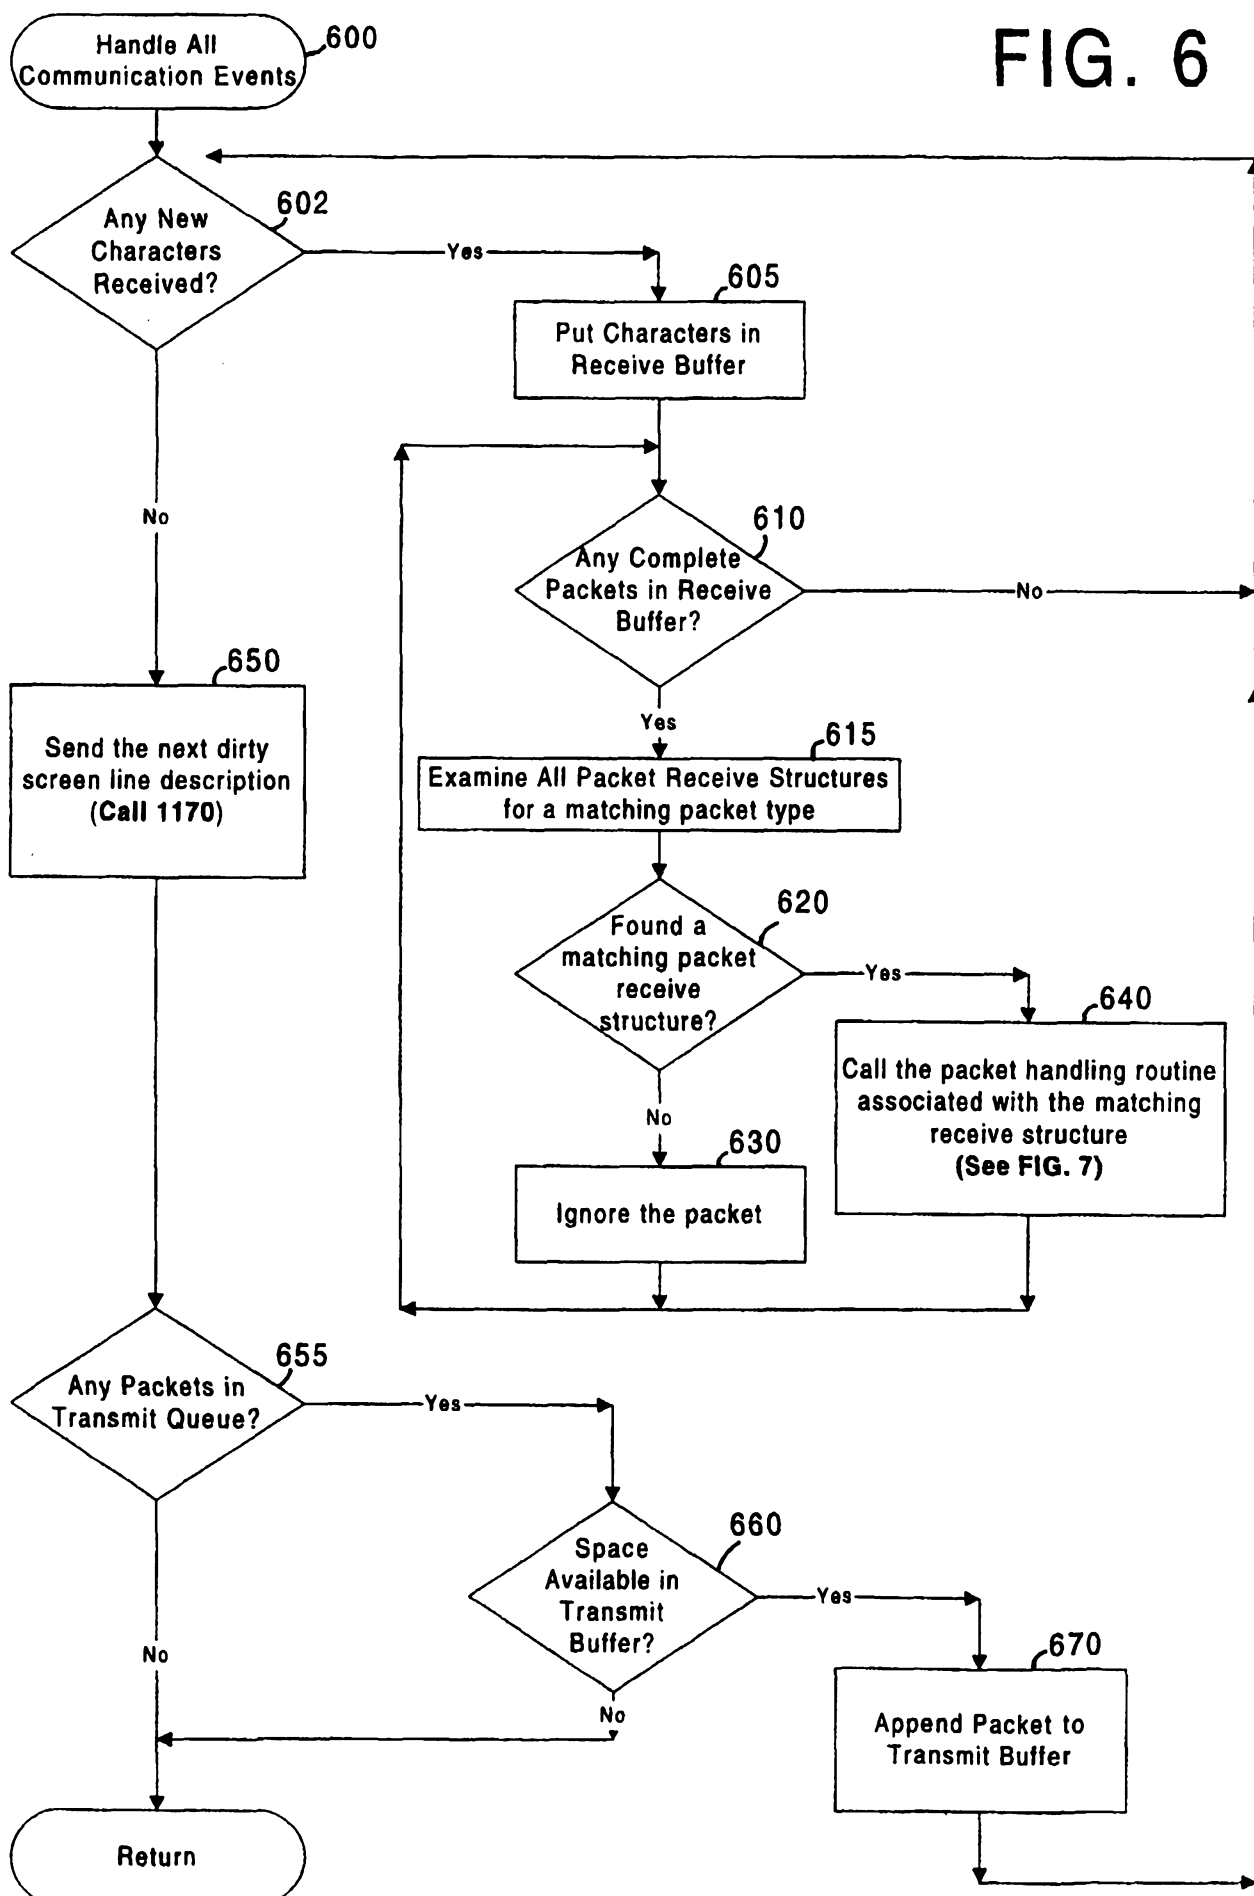 FIG. 6
Handle All
Communication Events
600
Any New
Characters
Received?
602
Yes
605
Put Characters in
Receive Buffer
No
610
Any Complete
Packets in Receive
Buffer?
No
Yes
650
Send the next dirty
screen line description
(Call 1170)
615
Examine All Packet Receive Structures
for a matching packet type
620
Found a
matching packet
receive
structure?
Yes
640
Call the packet handling routine
associated with the matching
receive structure
(See FIG. 7)
No
630
Ignore the packet
655
Any Packets in
Transmit Queue?
Yes
660
Space
Available in
Transmit
Buffer?
Yes
No
No
670
Append Packet to
Transmit Buffer
Return